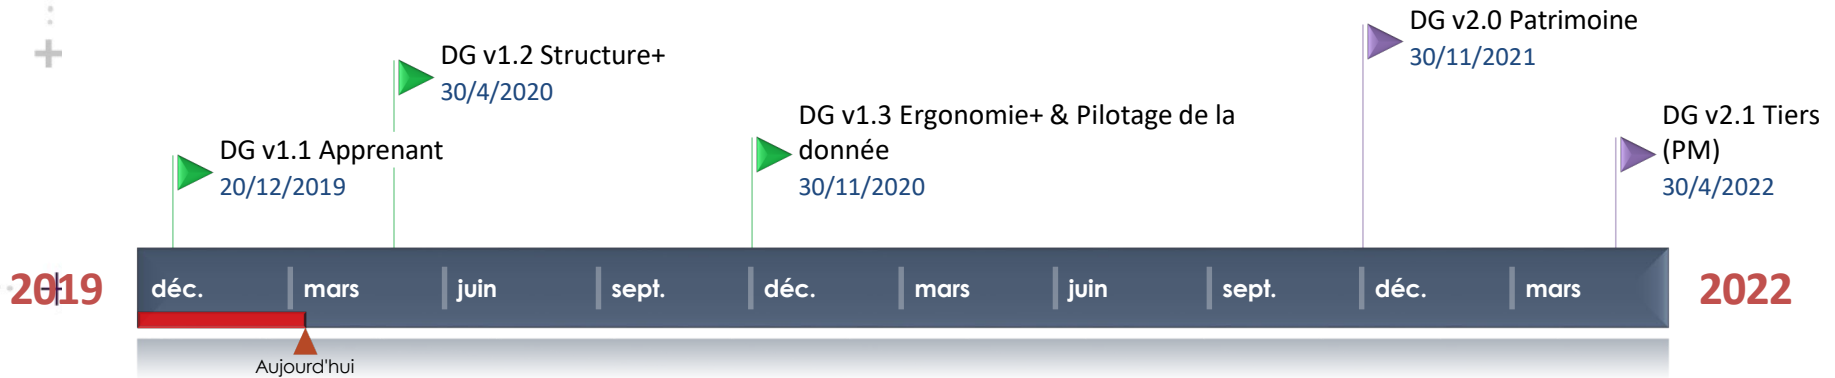 DG v2.0 Patrimoine
30/11/2021
DG v1.2 Structure+
30/4/2020
DG v1.3 Ergonomie+ & Pilotage de la
donnée
30/11/2020
DG v2.1 Tiers
(PM)
30/4/2022
DG v1.1 Apprenant
20/12/2019
2019
déc.
mars
juin
sept.
déc.
mars
juin
sept.
déc.
mars
2022
Aujourd'hui